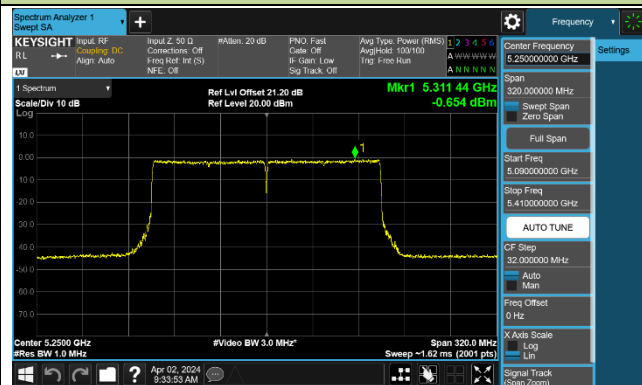 Spectrum Analyzer 1
Swept SA
Frequency
KEYSIGHT Input: RF
RL Coupling: DC
Align: Auto
Input Z: 50 Ω
Corrections: Off
Freq Ref: Int (S)
NFE: Off
#Atten: 20 dB
PNO: Fast
Gate: Off
IF Gain: Low
Sig Track: Off
Avg Type: Power (RMS)
Avg|Hold: 100/100
Trig: Free Run
1 2 3 4 5 6
A W W W W W
A N N N N N
1 Spectrum
Scale/Div 10 dB
Ref Lvl Offset 21.20 dB
Ref Level 20.00 dBm
Mkr1 5.311 44 GHz
-0.654 dBm
Log
10.0
0.00
1
-10.0
-20.0
-30.0
-40.0
-50.0
-60.0
-70.0
Center 5.2500 GHz
#Video BW 3.0 MHz*
Span 320.0 MHz
#Res BW 1.0 MHz
Sweep ~1.62 ms (2001 pts)
Apr 02, 2024
9:33:53 AM
Center Frequency
5.25000000 GHz
Settings
Span
320.000000 MHz
Swept Span
Zero Span
Full Span
Start Freq
5.090000000 GHz
Stop Freq
5.410000000 GHz
AUTO TUNE
CF Step
32.000000 MHz
Auto
Man
Freq Offset
0 Hz
X Axis Scale
Log
Lin
Signal Track
(Span Zoom)